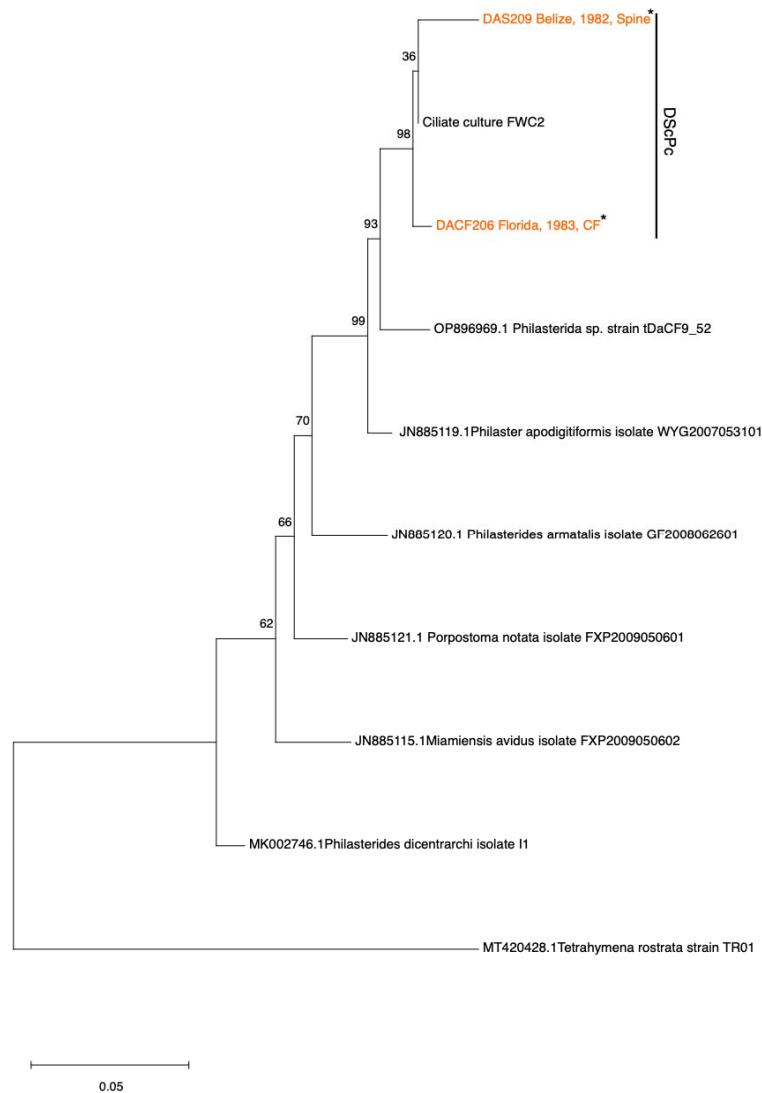 DAS209 Belize, 1982, Spine*
36
Ciliate culture FWC2
DScPc
98
DACF206 Florida, 1983, CF*
93
OP896969.1 Philasterida sp. strain tDaCF9_52
99
JN885119.1Philaster apodigitiformis isolate WYG2007053101
70
JN885120.1 Philasterides armatalis isolate GF2008062601
66
JN885121.1 Porpostoma notata isolate FXP2009050601
62
JN885115.1Miamiensis avidus isolate FXP2009050602
MK002746.1Philasterides dicentrarchi isolate I1
MT420428.1Tetrahymena rostrata strain TR01
0.05